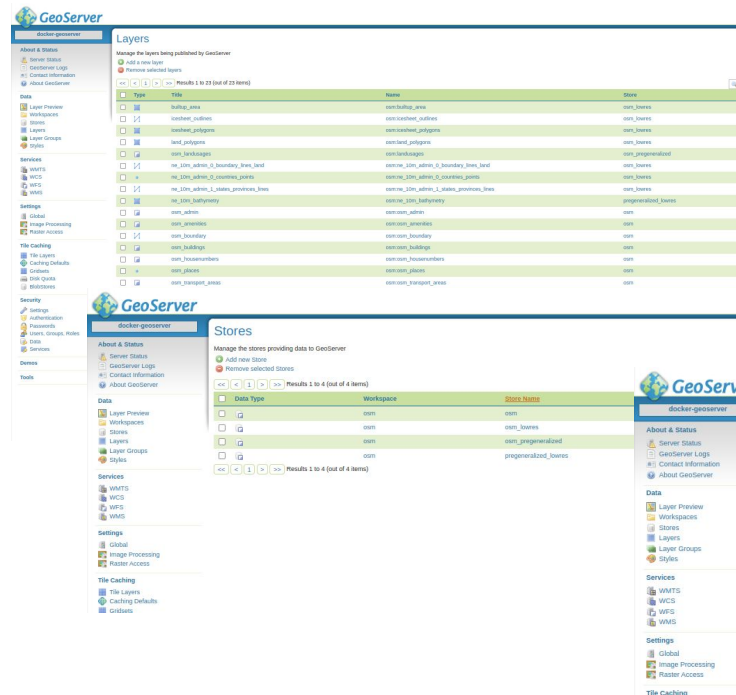 GeoServer
docker-geoserver
About & Status
Server Status
GeoServer Logs
Contact Information
About GeoServer
Data
Layer Preview
Workspaces
Stores
Layers
Layer Groups
Styles
Services
WMTS
WCS
WFS
WMS
Settings
Global
Image Processing
Raster Access
Tile Caching
Tile Layers
Caching Defaults
Gridsets
Disk Quota
BlobStores
Security
Settings
Authentication
Passwords
Users, Groups, Roles
Data
Services
Demos
Tools
Layers
Manage the layers being published by GeoServer
Add a new layer
Remove selected layers
<< < 1 > >> Results 1 to 23 (out of 23 items)
Type Title Name Store
builtup_area osm:builtup_area osm_lowres
icesheet_outlines osm:icesheet_outlines osm_lowres
icesheet_polygons osm:icesheet_polygons osm_lowres
land_polygons osm:land_polygons osm_lowres
osm_landusages osm:landusages osm_pregeneralized
ne_10m_admin_0_boundary_lines_land osm:ne_10m_admin_0_boundary_lines_land osm_lowres
ne_10m_admin_0_countries_points osm:ne_10m_admin_0_countries_points osm_lowres
ne_10m_admin_1_states_provinces_lines osm:ne_10m_admin_1_states_provinces_lines osm_lowres
ne_10m_bathymetry osm:ne_10m_bathymetry pregeneralized_lowres
osm_admin osm:osm_admin osm
osm_amenities osm:osm_amenities osm
osm_boundary osm:osm_boundary osm
osm_buildings osm:osm_buildings osm
osm_housenumbers osm:osm_housenumbers osm
osm_places osm:osm_places osm
osm_transport_areas osm:osm_transport_areas osm
GeoServer
docker-geoserver
About & Status
Server Status
GeoServer Logs
Contact Information
About GeoServer
Data
Layer Preview
Workspaces
Stores
Layers
Layer Groups
Styles
Services
WMTS
WCS
WFS
WMS
Settings
Global
Image Processing
Raster Access
Tile Caching
Tile Layers
Caching Defaults
Gridsets
Stores
Manage the stores providing data to GeoServer
Add new Store
Remove selected Stores
<< < 1 > >> Results 1 to 4 (out of 4 items)
Data Type Workspace Store Name
osm osm
osm osm_lowres
osm osm_pregeneralized
osm pregeneralized_lowres
<< < 1 > >> Results 1 to 4 (out of 4 items)
GeoServ
docker-geoserver
About & Status
Server Status
GeoServer Logs
Contact Information
About GeoServer
Data
Layer Preview
Workspaces
Stores
Layers
Layer Groups
Styles
Services
WMTS
WCS
WFS
WMS
Settings
Global
Image Processing
Raster Access
Tile Caching